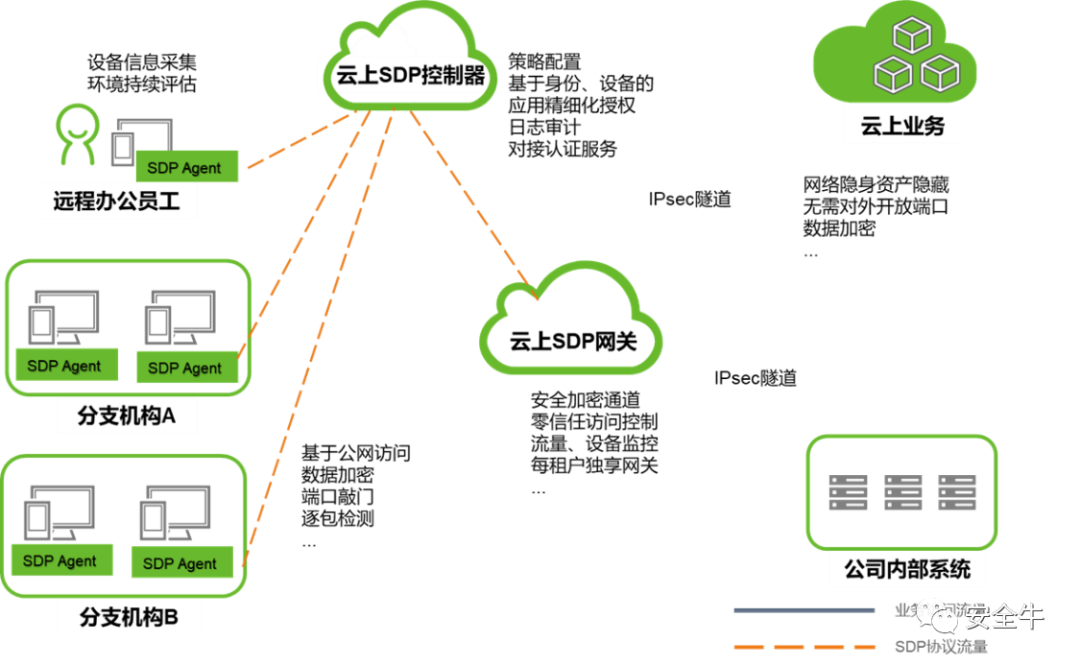 设备信息采集
环境持续评估
SDP Agent
远程办公员工
云上SDP控制器
策略配置
基于身份、设备的
应用精细化授权
日志审计
对接认证服务
云上业务
网络隐身资产隐藏
无需对外开放端口
数据加密
...
IPsec隧道
SDP Agent
SDP Agent
分支机构A
云上SDP网关
安全加密通道
零信任访问控制
流量、设备监控
每租户独享网关
...
IPsec隧道
基于公网访问
数据加密
端口敲门
逐包检测
...
SDP Agent
SDP Agent
分支机构B
公司内部系统
安全牛
SDP协议流量